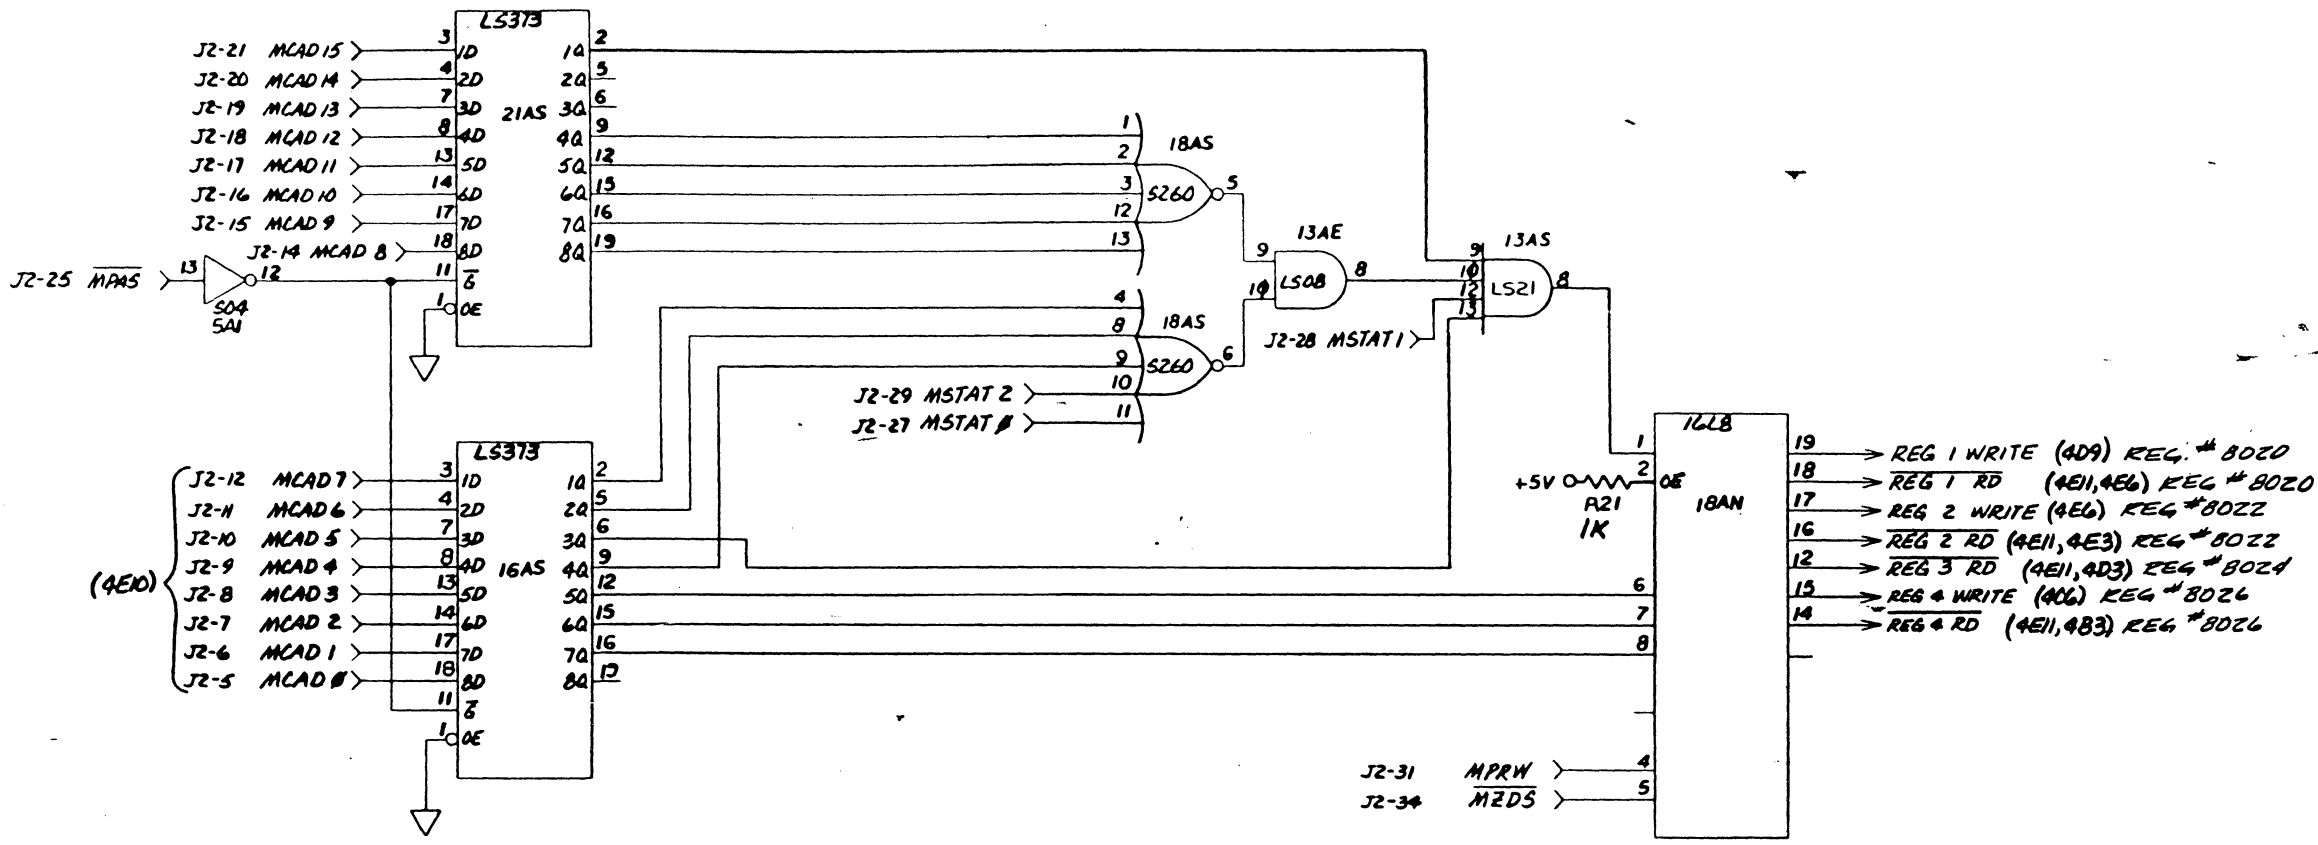 LS373
J2-21 MCAD 15 3 1D 1Q 2
J2-20 MCAD 14 4 2D 2Q 5
J2-19 MCAD 13 7 3D 3Q 6
21AS
J2-18 MCAD 12 8 4D 4Q 9 1
J2-17 MCAD 11 13 5D 5Q 12 2
J2-16 MCAD 10 14 6D 6Q 15 3
J2-15 MCAD 9 17 7D 7Q 16 12
J2-14 MCAD 8 18 8D 8Q 19 13
18AS
S260 5
J2-25 M̅P̅A̅S̅ 13 12 11 G̅
S04
5A1
1 OE
13AE
9
10
LS08 8
13AS
9
10
12
13
LS21 8
J2-28 MSTAT 1
4
8
9
18AS
S260 6
J2-29 MSTAT 2 10
J2-27 MSTAT 0 11
LS373
(4E10)
J2-12 MCAD 7 3 1D 1Q 2
J2-11 MCAD 6 4 2D 2Q 5
J2-10 MCAD 5 7 3D 3Q 6
J2-9 MCAD 4 8 4D 4Q 9
16AS
J2-8 MCAD 3 13 5D 5Q 12 6
J2-7 MCAD 2 14 6D 6Q 15 7
J2-6 MCAD 1 17 7D 7Q 16 8
J2-5 MCAD 0 18 8D 8Q 19
11 G̅
1 OE
16L8
1
+5V 2 OE
R21
1K
18AN
19 REG 1 WRITE (4D9) REG. # 8020
18 R̅E̅G̅ 1̅ R̅D̅ (4E11,4E6) REG # 8020
17 REG 2 WRITE (4E6) REG # 8022
16 R̅E̅G̅ 2̅ R̅D̅ (4E11,4E3) REG # 8022
12 R̅E̅G̅ 3̅ R̅D̅ (4E11,4D3) REG # 8024
15 REG 4 WRITE (4C6) REG # 8026
14 R̅E̅G̅ 4̅ R̅D̅ (4E11,4B3) REG # 8026
J2-31 MPRW 4
J2-34 M̅Z̅D̅S̅ 5